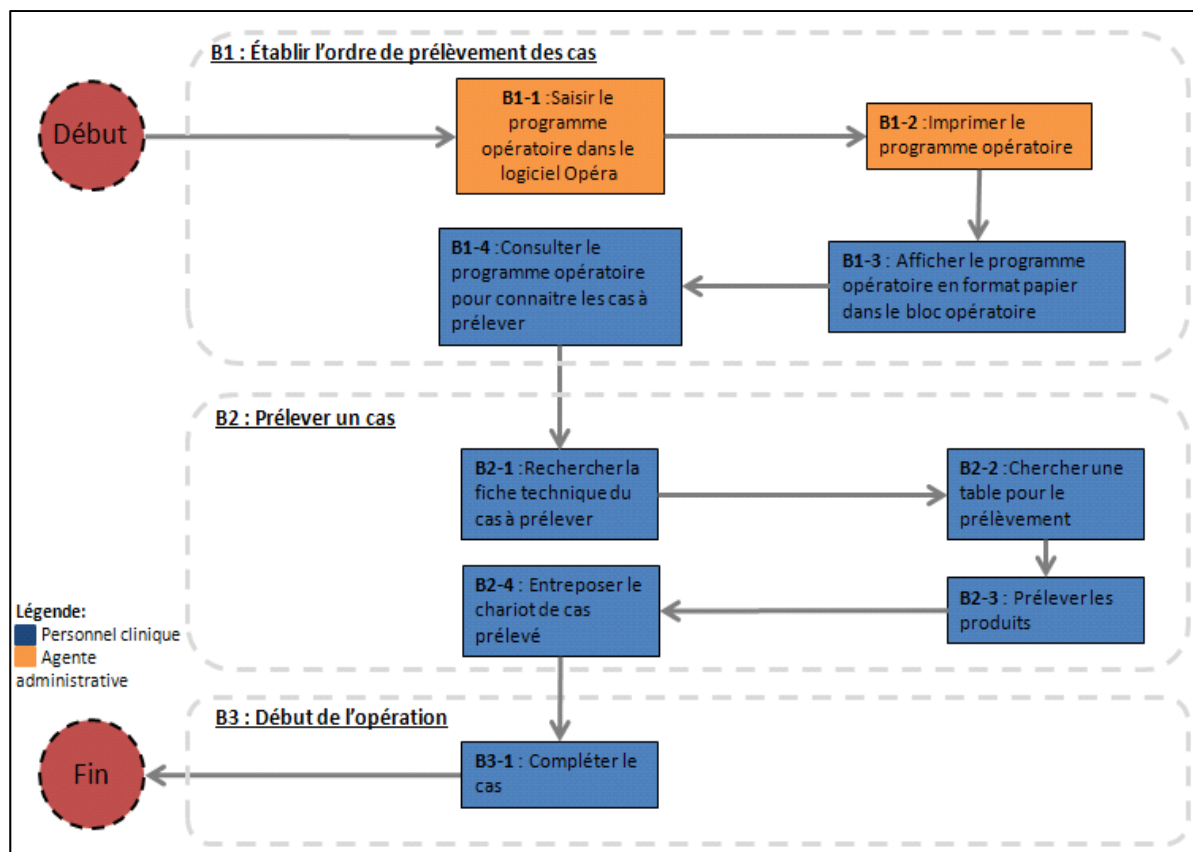 B1 : Établir l'ordre de prélèvement des cas
Début
B1-1 :Saisir le
programme
opératoire dans le
logiciel Opéra
B1-2 :Imprimer le
programme opératoire
B1-4 :Consulter le
programme opératoire
pour connaitre les cas à
prélever
B1-3 : Afficher le programme
opératoire en format papier
dans le bloc opératoire
B2 : Prélever un cas
B2-1 :Rechercher la
fiche technique du
cas à prélever
B2-2 :Chercher une
table pour le
prélèvement
B2-4 : Entreposer le
chariot de cas
prélevé
B2-3 : Prélever les
produits
Légende:
Personnel clinique
Agente
administrative
B3 : Début de l'opération
B3-1 : Compléter le
cas
Fin